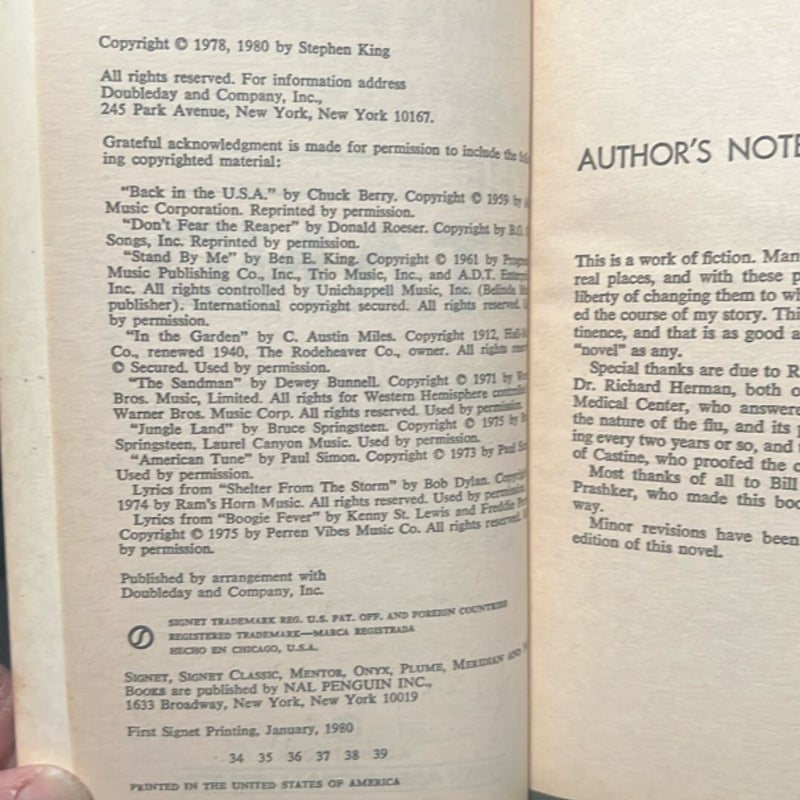 Copyright © 1978, 1980 by Stephen King
All rights reserved. For information address
Doubleday and Company, Inc.,
245 Park Avenue, New York, New York 10167.
Grateful acknowledgment is made for permission to include the
ing copyrighted material:
"Back in the U.S.A." by Chuck Berry. Copyright © 1959 by
Music Corporation. Reprinted by permission.
"Don't Fear the Reaper" by Donald Roeser. Copyright by B.O.
Songs, Inc. Reprinted by permission.
"Stand By Me" by Ben E. King. Copyright © 1961 by
Music Publishing Co., Inc., Trio Music, Inc., and A.D.T.
Inc. All rights controlled by Unichappell Music, Inc. (Belinda
publisher). International copyright secured. All rights reserved.
by permission.
"In the Garden" by C. Austin Miles. Copyright 1912,
Co., renewed 1940, The Rodeheaver Co., owner. All rights
© Secured. Used by permission.
"The Sandman" by Dewey Bunnell. Copyright © 1971 by
Bros. Music, Limited. All rights for Western Hemisphere
Warner Bros. Music Corp. All rights reserved. Used by permission.
"Jungle Land" by Bruce Springsteen. Copyright © 1975 by
Springsteen, Laurel Canyon Music. Used by permission.
"American Tune" by Paul Simon. Copyright © 1973 by Paul
Used by permission.
Lyrics from "Shelter From The Storm" by Bob Dylan.
1974 by Ram's Horn Music. All rights reserved. Used by permission.
Lyrics from "Boogie Fever" by Kenny St. Lewis and Freddie
Copyright © 1975 by Perren Vibes Music Co. All rights reserved.
by permission.
Published by arrangement with
Doubleday and Company, Inc.
SIGNET TRADEMARK REG. U.S. PAT. OFF. AND FOREIGN COUNTRIES
REGISTERED TRADEMARK—MARCA REGISTRADA
HECHO EN CHICAGO, U.S.A.
SIGNET, SIGNET CLASSIC, MENTOR, ONYX, PLUME, MERIDIAN AND
BOOKS are published by NAL PENGUIN INC.,
1633 Broadway, New York, New York 10019
First Signet Printing, January, 1980
34 35 36 37 38 39
PRINTED IN THE UNITED STATES OF AMERICA
AUTHOR'S NOTE
This is a work of fiction.
real places, and with these
liberty of changing them to
ed the course of my story.
tinence, and that is as good
"novel" as any.
Special thanks are due to
Dr. Richard Herman, both
Medical Center, who
the nature of the flu, and its
ing every two years or so, and
of Castine, who proofed the
Most thanks of all to Bill
Prashker, who made this
way.
Minor revisions have been
edition of this novel.